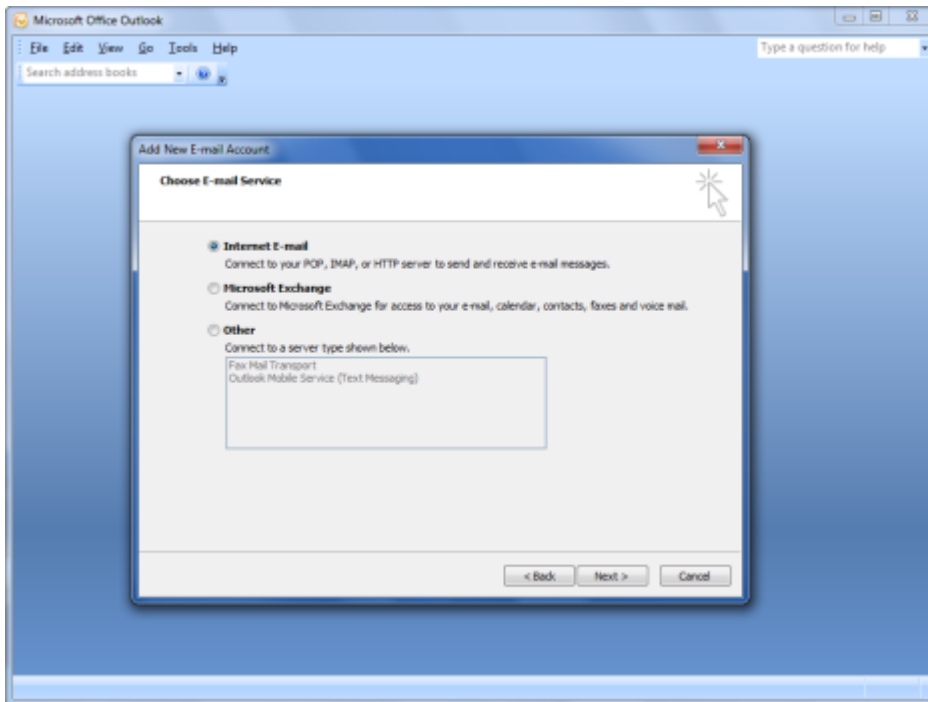 Microsoft Office Outlook
File Edit View Go Tools Help
Type a question for help
Search address books
Add New E-mail Account
Choose E-mail Service
Internet E-mail
Connect to your POP, IMAP, or HTTP server to send and receive e-mail messages.
Microsoft Exchange
Connect to Microsoft Exchange for access to your e-mail, calendar, contacts, faxes and voice mail.
Other
Connect to a server type shown below.
Fax Mail Transport
Outlook Mobile Service (Text Messaging)
< Back Next > Cancel